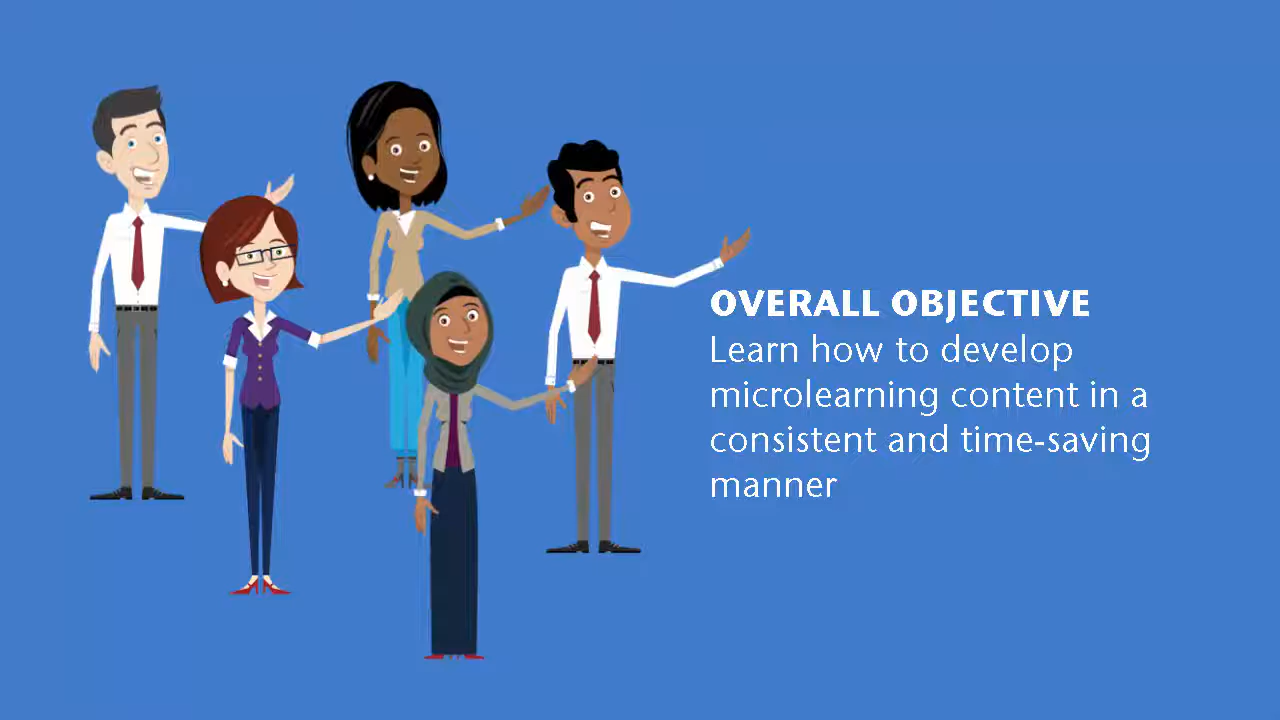 OVERALL OBJECTIVE
Learn how to develop
microlearning content in a
consistent and time-saving
manner